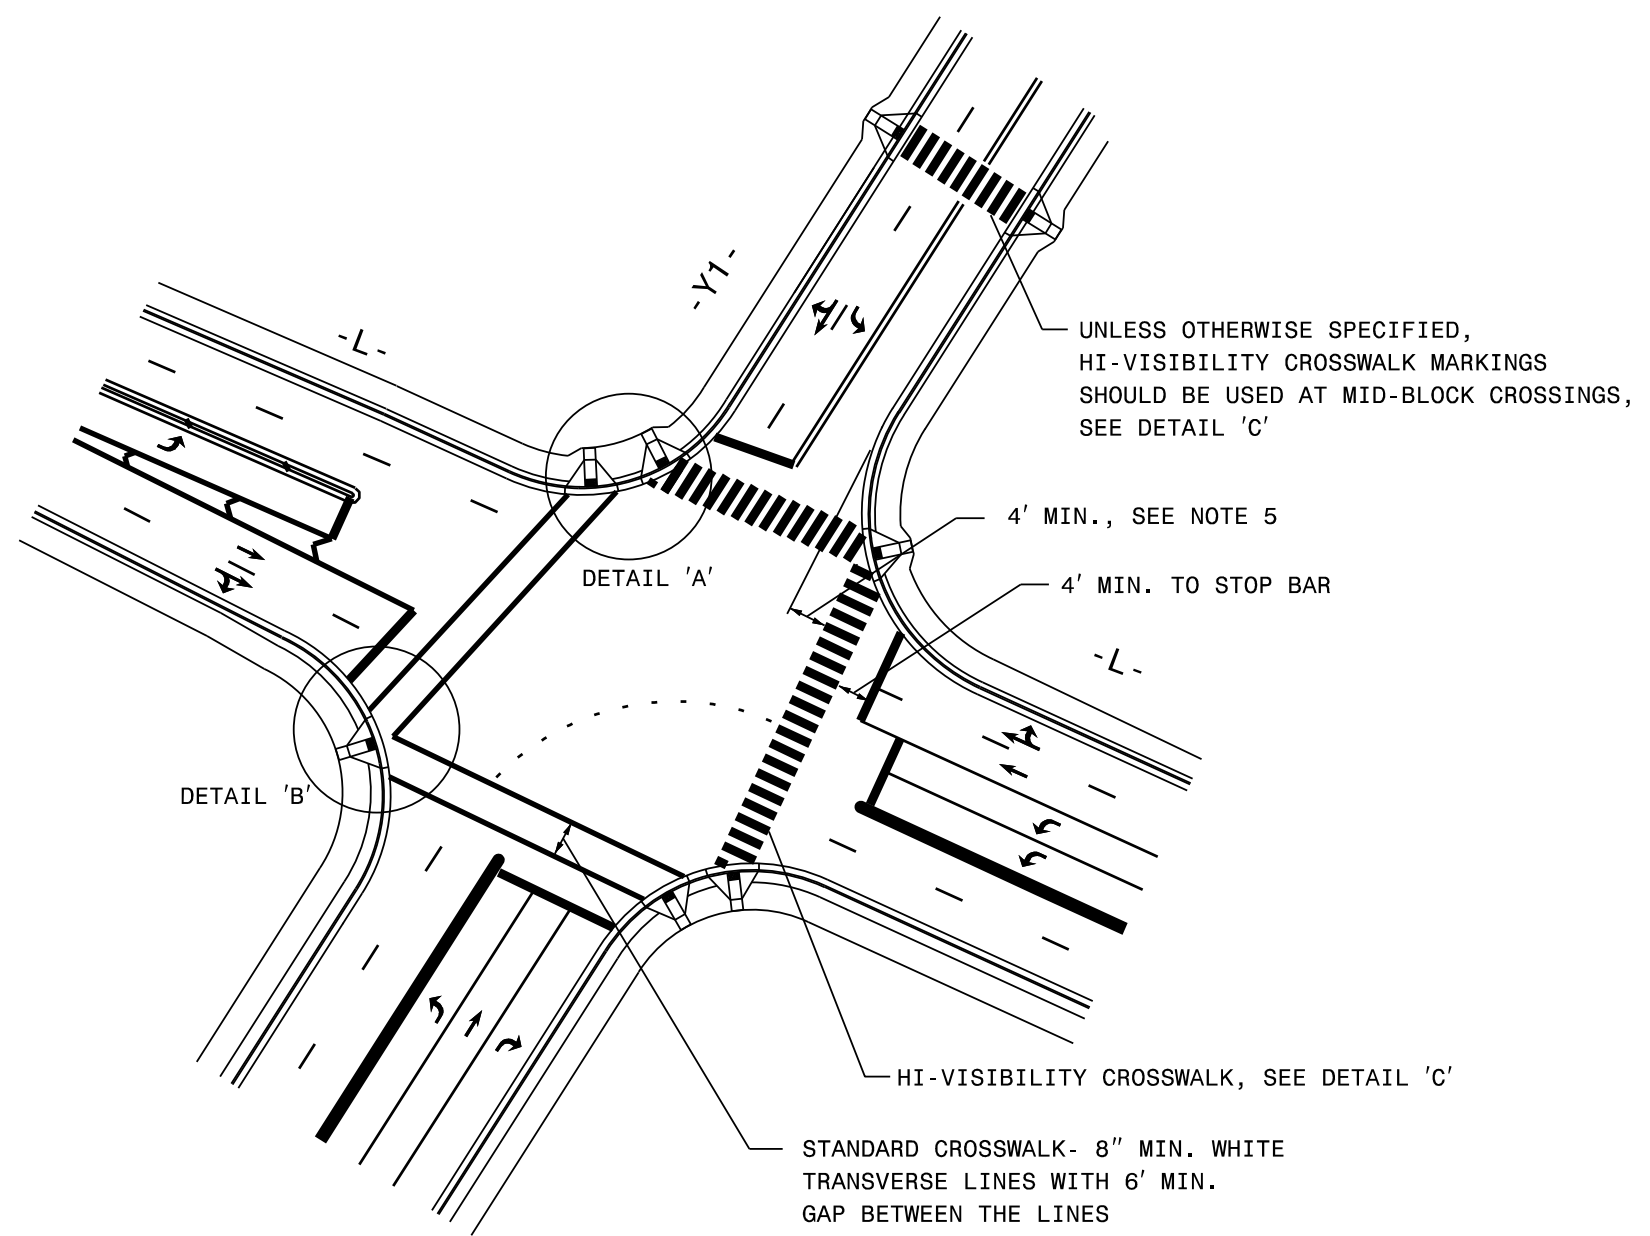 -Y1-
-L-
UNLESS OTHERWISE SPECIFIED,
HI-VISIBILITY CROSSWALK MARKINGS
SHOULD BE USED AT MID-BLOCK CROSSINGS,
SEE DETAIL 'C'
4' MIN., SEE NOTE 5
DETAIL 'A'
4' MIN. TO STOP BAR
-L-
DETAIL 'B'
HI-VISIBILITY CROSSWALK, SEE DETAIL 'C'
STANDARD CROSSWALK- 8" MIN. WHITE
TRANSVERSE LINES WITH 6' MIN.
GAP BETWEEN THE LINES